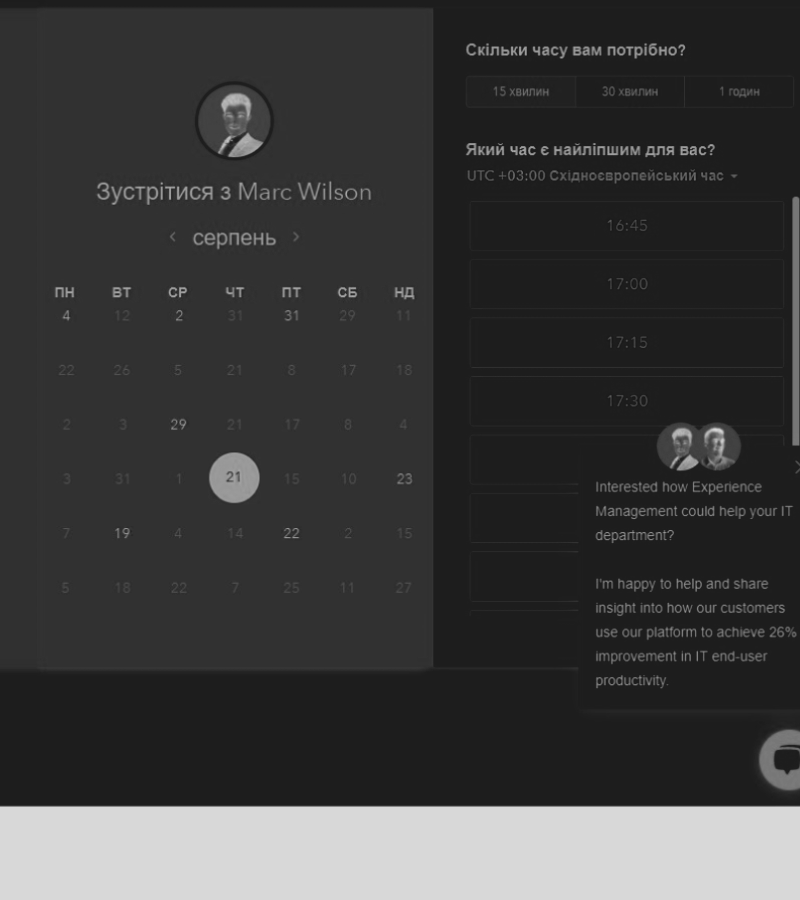 Зустрітися з Marc Wilson
серпень
ПН ВТ СР ЧТ ПТ СБ НД
4 12 2 31 31 29 11
22 26 5 21 8 17 18
2 3 29 21 17 8 4
3 31 1 21 15 10 23
7 19 4 14 22 2 15
5 18 22 7 25 11 27
Скільки часу вам потрібно?
15 хвилин 30 хвилин 1 годин
Який час є найліпшим для вас?
UTC +03:00 Східноєвропейський час
16:45
17:00
17:15
17:30
Interested how Experience
Management could help your IT
department?
I'm happy to help and share
insight into how our customers
use our platform to achieve 26%
improvement in IT end-user
productivity.